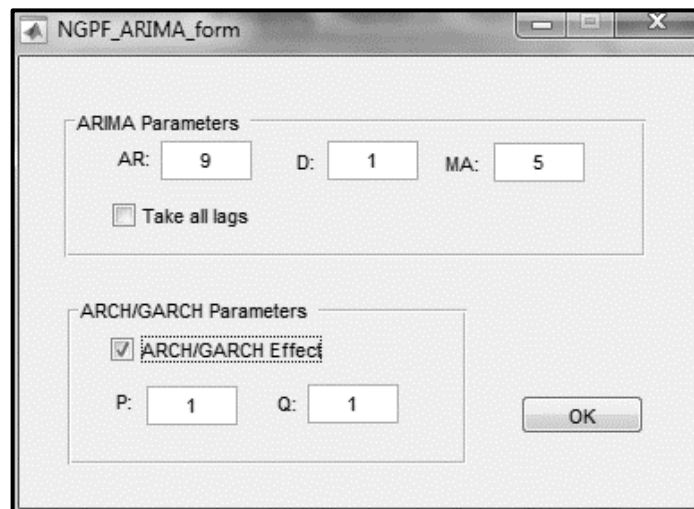 NGPF_ARIMA_form
ARIMA Parameters
AR: 9 D: 1 MA: 5
Take all lags
ARCH/GARCH Parameters
ARCH/GARCH Effect
P: 1 Q: 1
OK